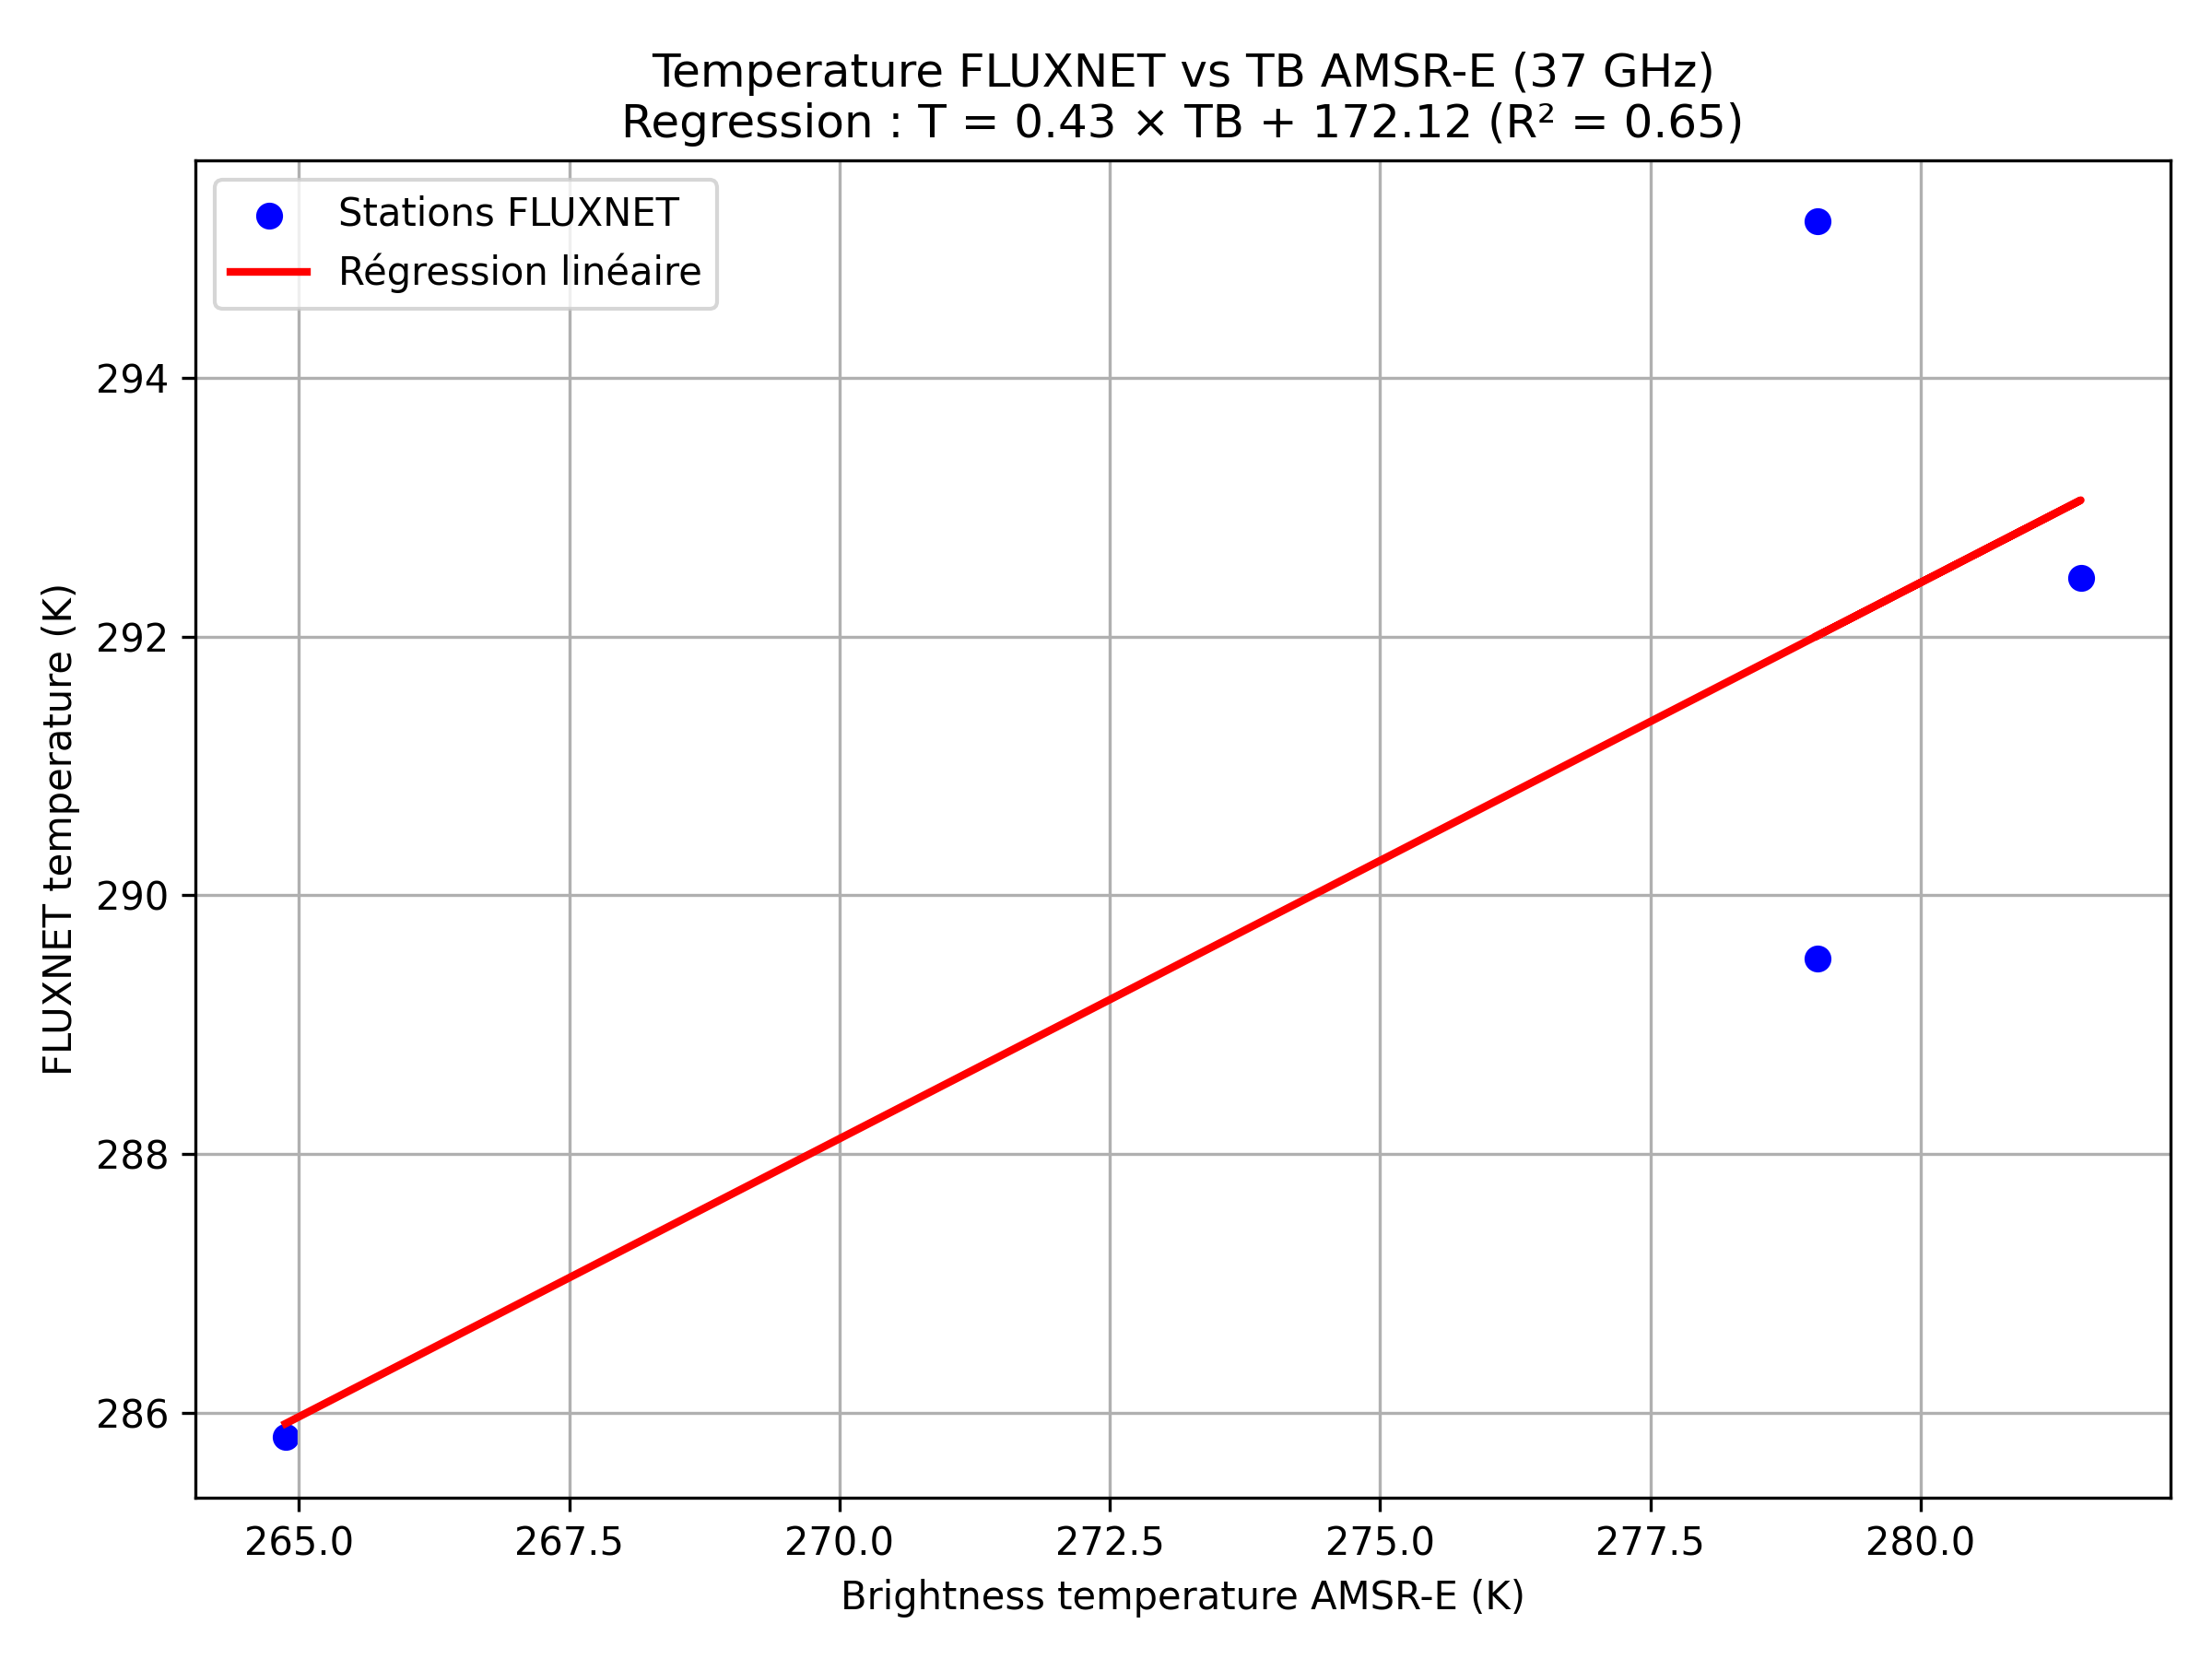 Temperature FLUXNET vs TB AMSR-E (37 GHz)
Regression : T = 0.43 × TB + 172.12 (R² = 0.65)
Stations FLUXNET
Régression linéaire
FLUXNET temperature (K)
294
292
290
288
286
265.0 267.5 270.0 272.5 275.0 277.5 280.0
Brightness temperature AMSR-E (K)